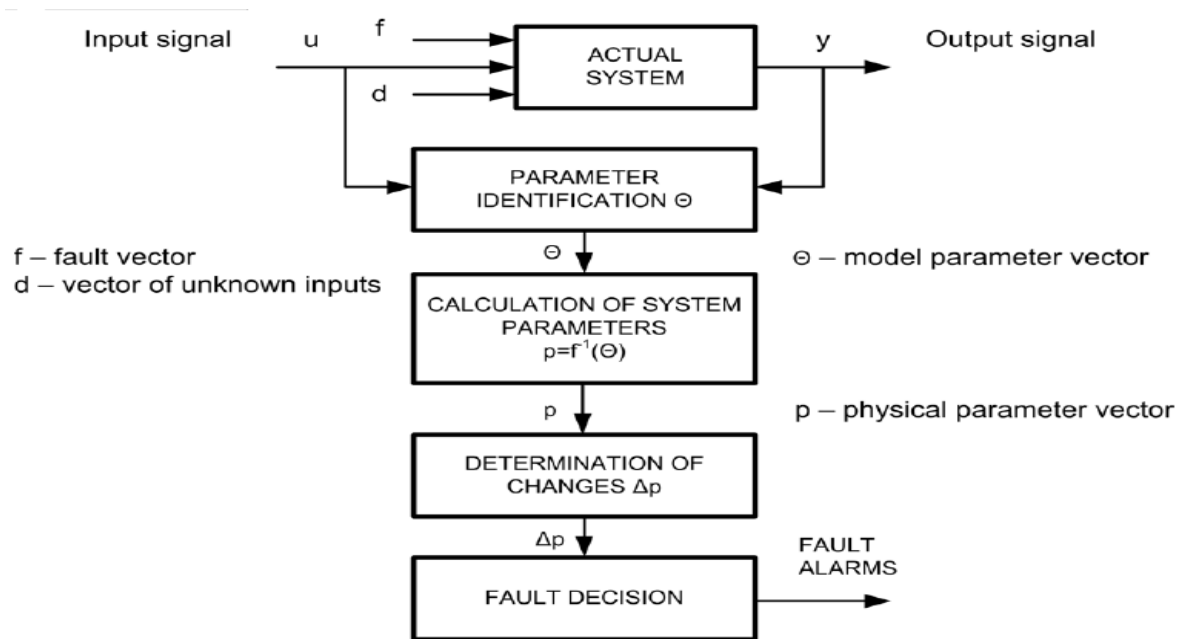 Input signal
u
f
d
ACTUAL
SYSTEM
y
Output signal
PARAMETER
IDENTIFICATION Θ
f – fault vector
d – vector of unknown inputs
Θ
Θ – model parameter vector
CALCULATION OF SYSTEM
PARAMETERS
p=f⁻¹(Θ)
p
p – physical parameter vector
DETERMINATION OF
CHANGES Δp
Δp
FAULT
ALARMS
FAULT DECISION